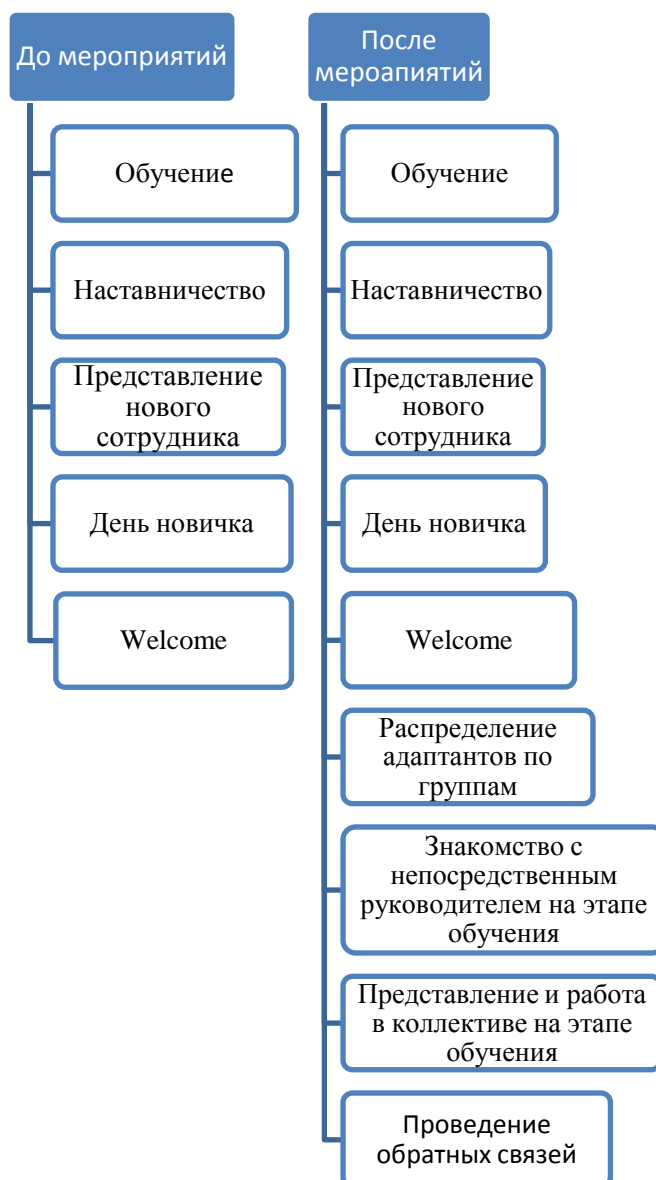 До мероприятий
Обучение
Наставничество
Представление
нового
сотрудника
День новичка
Welcome
После
мероапиятий
Обучение
Наставничество
Представление
нового
сотрудника
День новичка
Welcome
Распределение
адаптантов по
группам
Знакомство с
непосредственным
руководителем на этапе
обучения
Представление и работа
в коллективе на этапе
обучения
Проведение
обратных связей